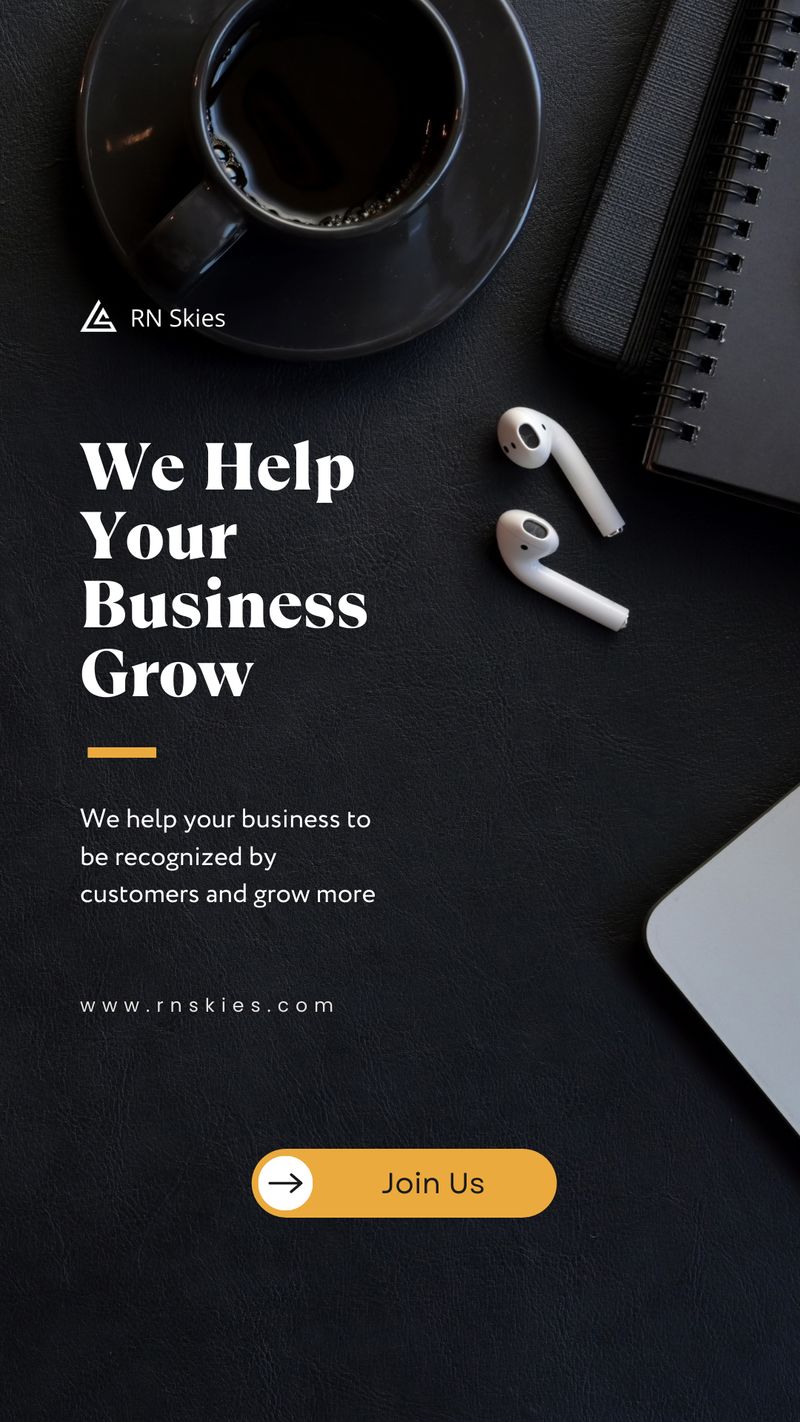 RN Skies
We Help
Your
Business
Grow
We help your business to
be recognized by
customers and grow more
www.rnskies.com
Join Us